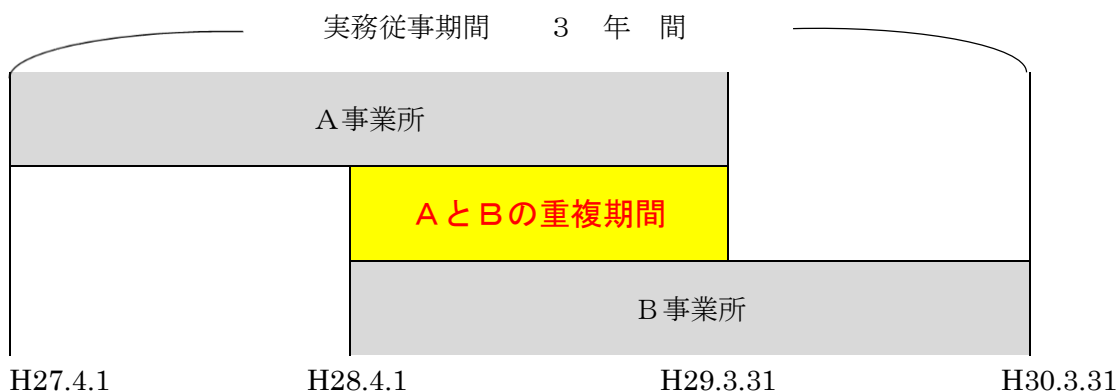 実務従事期間　３　年　間
Ａ事業所
ＡとＢの重複期間
Ｂ事業所
H27.4.1 H28.4.1 H29.3.31 H30.3.31